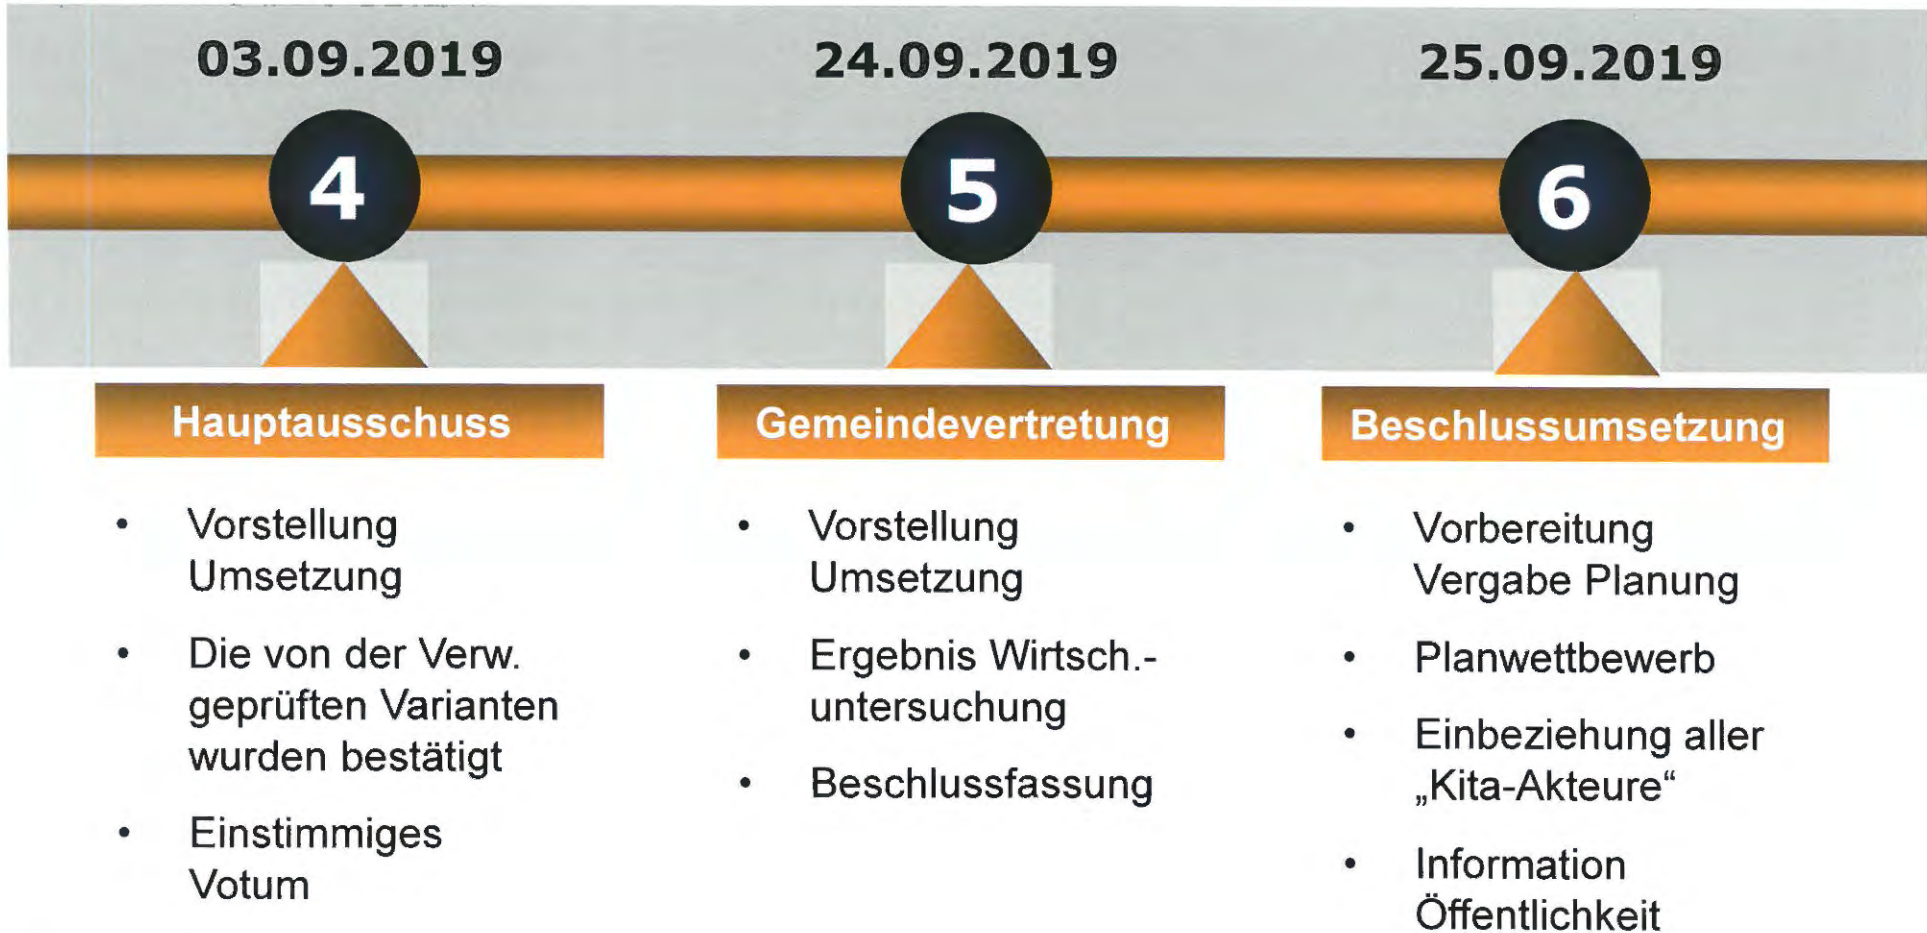 03.09.2019
24.09.2019
25.09.2019
4
5
6
Hauptausschuss
Vorstellung
Umsetzung
Die von der Verw.
geprüften Varianten
wurden bestätigt
Einstimmiges
Votum
Gemeindevertretung
Vorstellung
Umsetzung
Ergebnis Wirtsch.-
untersuchung
Beschlussfassung
Beschlussumsetzung
Vorbereitung
Vergabe Planung
Planwettbewerb
Einbeziehung aller
„Kita-Akteure“
Information
Öffentlichkeit